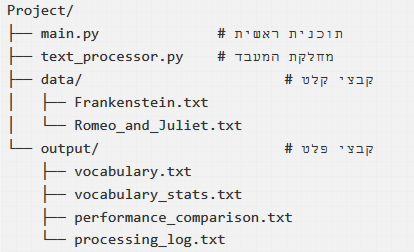 Project/
├── main.py # תוכנית ראשית
├── text_processor.py # מחלקת המעבד
├── data/ # קבצי קלט
│ ├── Frankenstein.txt
│ └── Romeo_and_Juliet.txt
└── output/ # קבצי פלט
├── vocabulary.txt
├── vocabulary_stats.txt
├── performance_comparison.txt
└── processing_log.txt